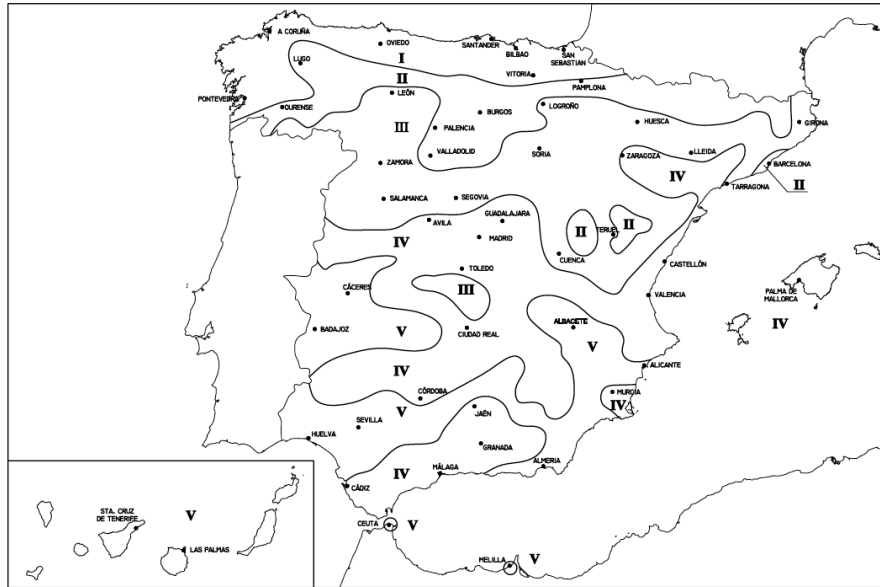 A CORUÑA
OVIEDO
SANTANDER
BILBAO
SAN
SEBASTIAN
LUGO
I
VITORIA
PAMPLONA
II
PONTEVEDRA
OURENSE
LEÓN
BURGOS
LOGROÑO
HUESCA
GIRONA
III
PALENCIA
VALLADOLID
SORIA
ZARAGOZA
LLEIDA
BARCELONA
ZAMORA
IV
TARRAGONA
II
SALAMANCA
SEGOVIA
AVILA
GUADALAJARA
II
II
TERUEL
IV
MADRID
CUENCA
CASTELLÓN
TOLEDO
CÁCERES
III
VALENCIA
PALMA DE
MALLORCA
IV
BADAJOZ
V
CIUDAD REAL
ALBACETE
V
ALICANTE
IV
CÓRDOBA
MURCIA
IV
V
JAÉN
SEVILLA
HUELVA
GRANADA
ALMERIA
IV
MÁLAGA
CÁDIZ
CEUTA
V
MELILLA
V
STA. CRUZ
DE TENERIFE
V
LAS PALMAS